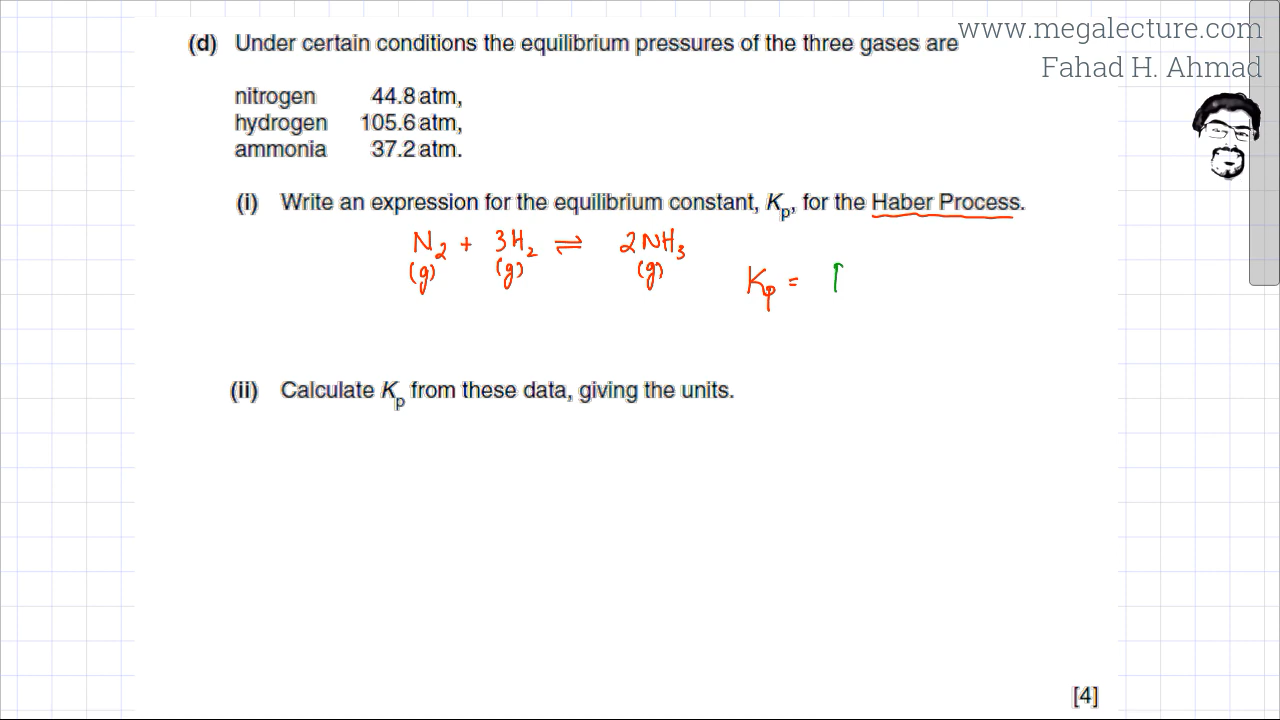 www.megalecture.com
Fahad H. Ahmad
(d) Under certain conditions the equilibrium pressures of the three gases are
nitrogen 44.8 atm,
hydrogen 105.6 atm,
ammonia 37.2 atm.
(i) Write an expression for the equilibrium constant, Kp, for the Haber Process.
N2 + 3H2 ⇌ 2NH3
(g) (g) (g)
Kp =
(ii) Calculate Kp from these data, giving the units.
[4]